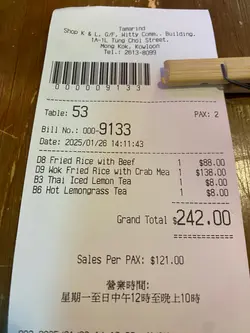 Tamarind
Shop K & L, G/F, Witty Comm. Building,
1A-1L Tung Choi Street,
Mong Kok, Kowloon
Tel.: 2613-8099
000009133
Table: 53 PAX: 2
Bill No.: 000-9133
Date: 2025/01/26 14:11:43
D8 Fried Rice with Beef 1 $88.00
D9 Wok Fried Rice with Crab Mea 1 $138.00
B3 Thai Iced Lemon Tea 1 $8.00
B6 Hot Lemongrass Tea 1 $8.00
Grand Total $242.00
Sales Per PAX: $121.00
營業時間:
星期一至日中午12時至晚上10時